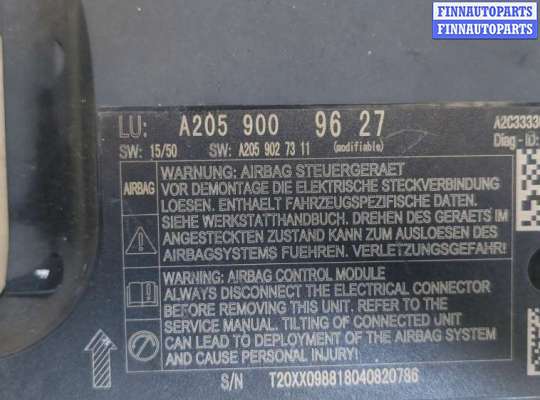 FINNAUTOPARTS
FINNAUTOPARTS
LU: A205 900 96 27
SW: 15/50 SW: A205 902 73 11 (modifiable)
Diag - ID:
AIRBAG
WARNUNG: AIRBAG STEUERGERAET
VOR DEMONTAGE DIE ELEKTRISCHE STECKVERBINDUNG
LOESEN. ENTHAELT FAHRZEUGSPEZIFISCHE DATEN.
SIEHE WERKSTATTHANDBUCH. DREHEN DES GERAETS IM
ANGESTECKTEN ZUSTAND KANN ZUM AUSLOESEN DES
AIRBAGSYSTEMS FUEHREN. VERLETZUNGSGEFAHR!
WARNING: AIRBAG CONTROL MODULE
ALWAYS DISCONNECT THE ELECTRICAL CONNECTOR
BEFORE REMOVING THIS UNIT. REFER TO THE
SERVICE MANUAL. TILTING OF CONNECTED UNIT
CAN LEAD TO DEPLOYMENT OF THE AIRBAG SYSTEM
AND CAUSE PERSONAL INJURY!
S/N T20XX098818040820786